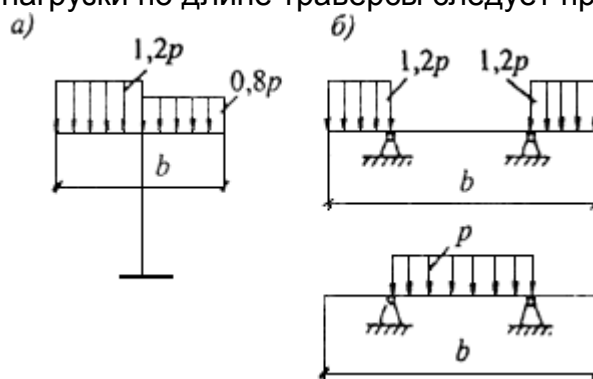 нагрузки по длине траверсы следует пр
а)
б)
1,2p
0,8p
b
1,2p 1,2p
b
p
b